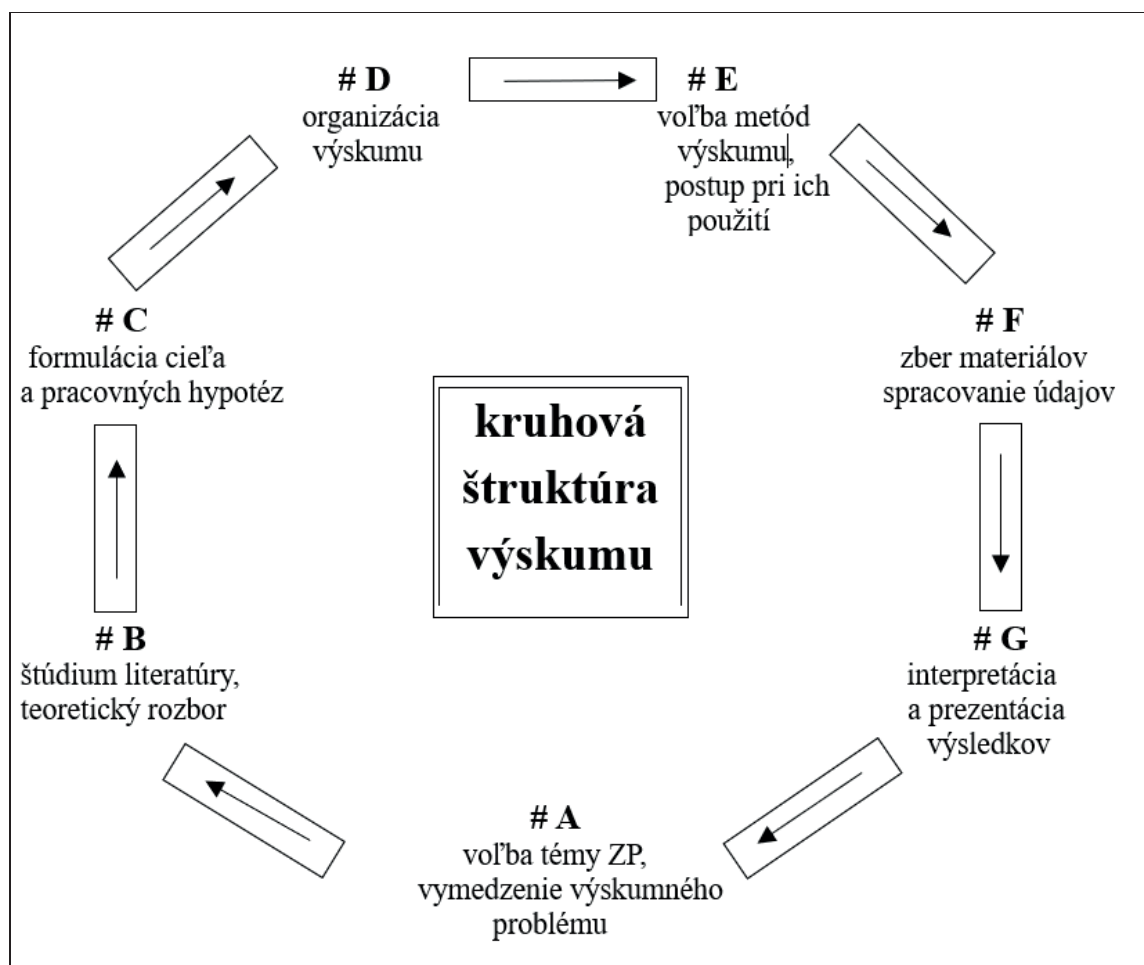 # D
organizácia
výskumu
# E
voľba metód
výskumu,
postup pri ich
použití
# C
formulácia cieľa
a pracovných hypotéz
# F
zber materiálov
spracovanie údajov
kruhová
štruktúra
výskumu
# B
štúdium literatúry,
teoretický rozbor
# G
interpretácia
a prezentácia
výsledkov
# A
voľba témy ZP,
vymedzenie výskumného
problému